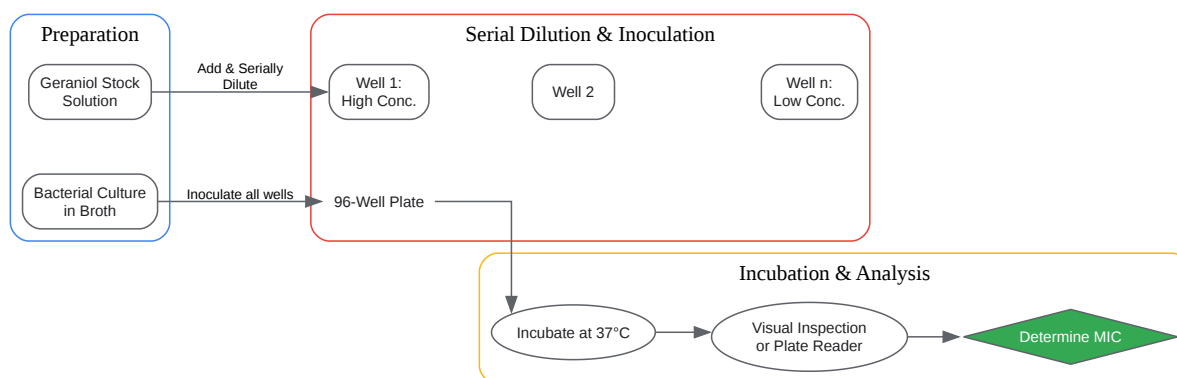 Preparation
Serial Dilution & Inoculation
Geraniol Stock
Solution
Add & Serially
Dilute
Well 1:
High Conc.
Well 2
Well n:
Low Conc.
Bacterial Culture
in Broth
Inoculate all wells
96-Well Plate
Incubation & Analysis
Incubate at 37°C
Visual Inspection
or Plate Reader
Determine MIC